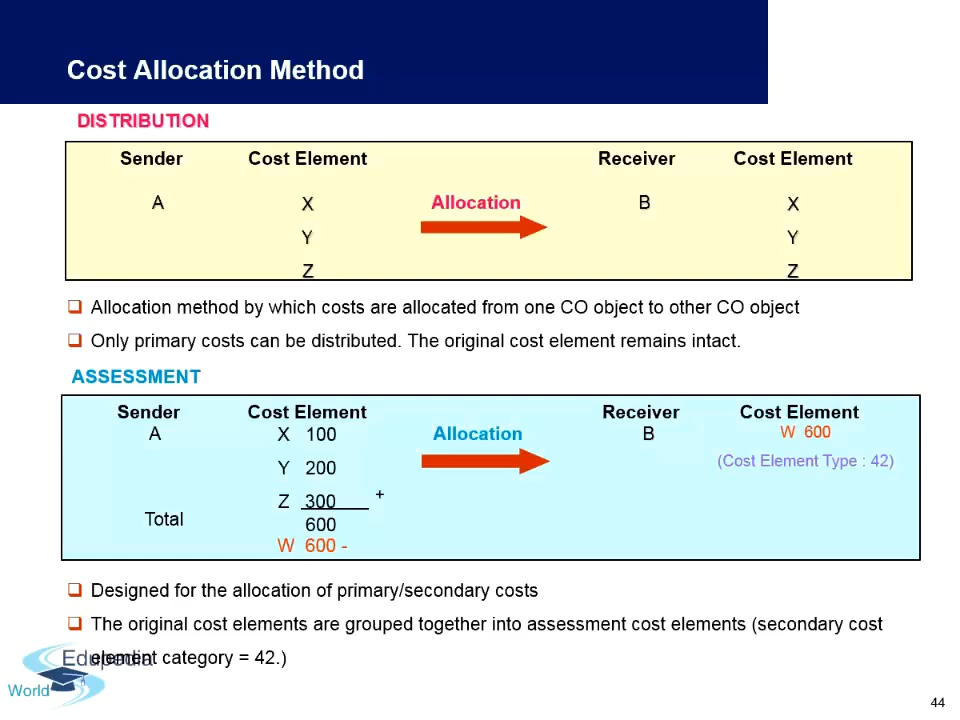 Cost Allocation Method
DISTRIBUTION
Sender Cost Element Receiver Cost Element
A X Allocation B X
Y Y
Z Z
❑ Allocation method by which costs are allocated from one CO object to other CO object
❑ Only primary costs can be distributed. The original cost element remains intact.
ASSESSMENT
Sender Cost Element Receiver Cost Element
A X 100 Allocation B W 600
Y 200 (Cost Element Type : 42)
Z 300 +
Total 600
W 600 -
❑ Designed for the allocation of primary/secondary costs
❑ The original cost elements are grouped together into assessment cost elements (secondary cost
element category = 42.)
Edupedia
World
44